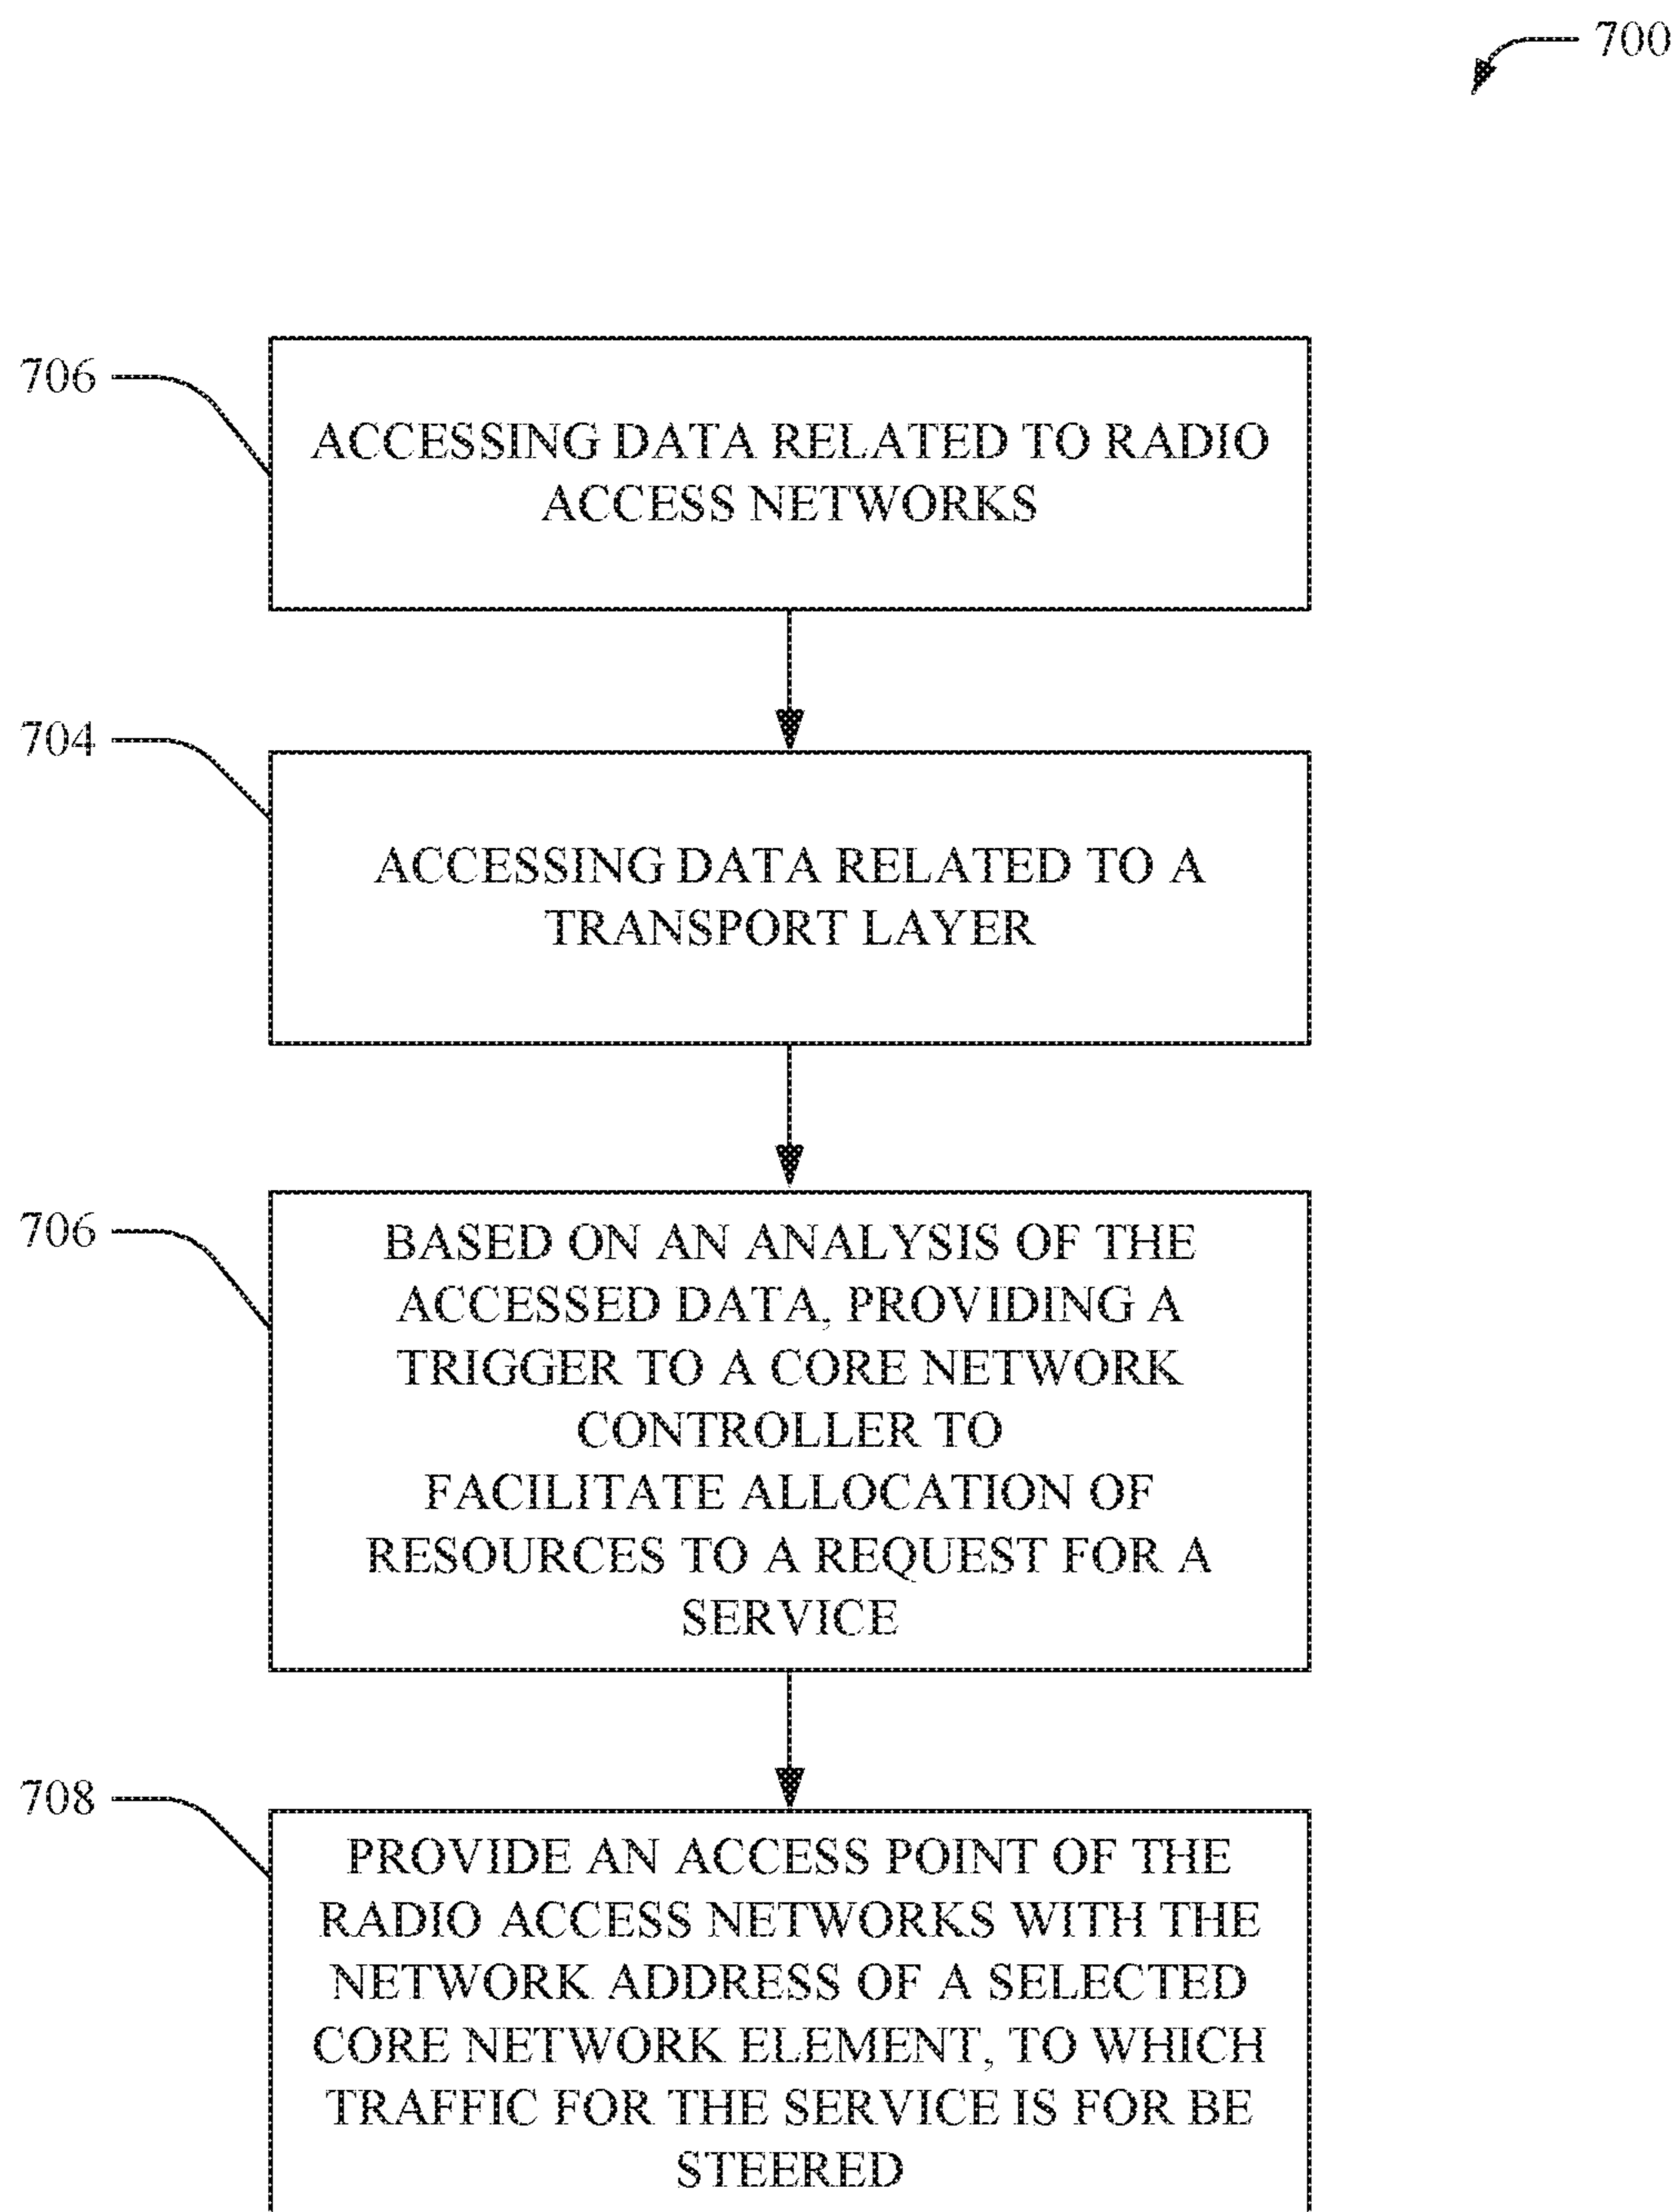 700
706
ACCESSING DATA RELATED TO RADIO
ACCESS NETWORKS
704
ACCESSING DATA RELATED TO A
TRANSPORT LAYER
706
BASED ON AN ANALYSIS OF THE
ACCESSED DATA, PROVIDING A
TRIGGER TO A CORE NETWORK
CONTROLLER TO
FACILITATE ALLOCATION OF
RESOURCES TO A REQUEST FOR A
SERVICE
708
PROVIDE AN ACCESS POINT OF THE
RADIO ACCESS NETWORKS WITH THE
NETWORK ADDRESS OF A SELECTED
CORE NETWORK ELEMENT, TO WHICH
TRAFFIC FOR THE SERVICE IS FOR BE
STEERED